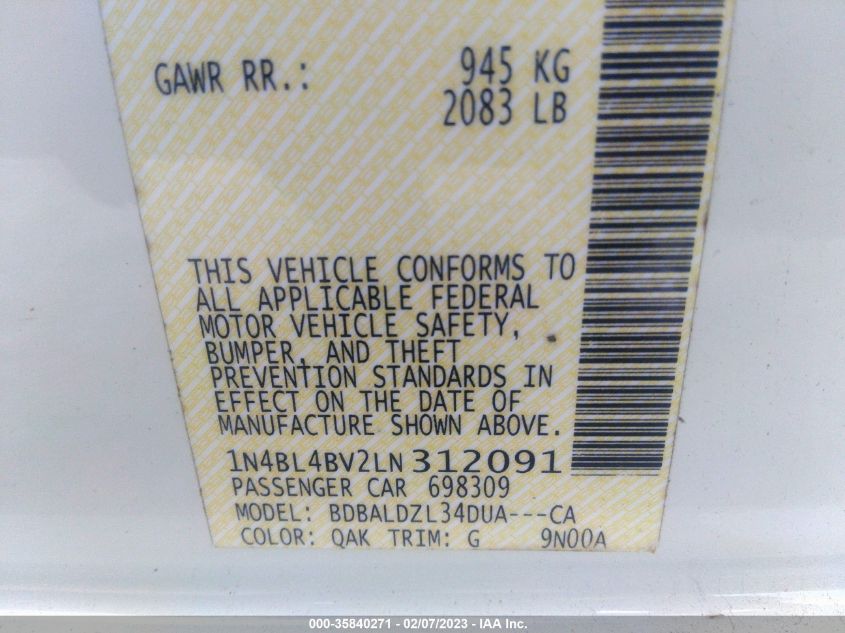 GAWR RR.: 945 KG
2083 LB
THIS VEHICLE CONFORMS TO
ALL APPLICABLE FEDERAL
MOTOR VEHICLE SAFETY,
BUMPER, AND THEFT
PREVENTION STANDARDS IN
EFFECT ON THE DATE OF
MANUFACTURE SHOWN ABOVE.
1N4BL4BV2LN312091
PASSENGER CAR 698309
MODEL: BDBALDZL34DUA---CA
COLOR: QAK TRIM: G 9N00A
000-35840271 - 02/07/2023 - IAA Inc.